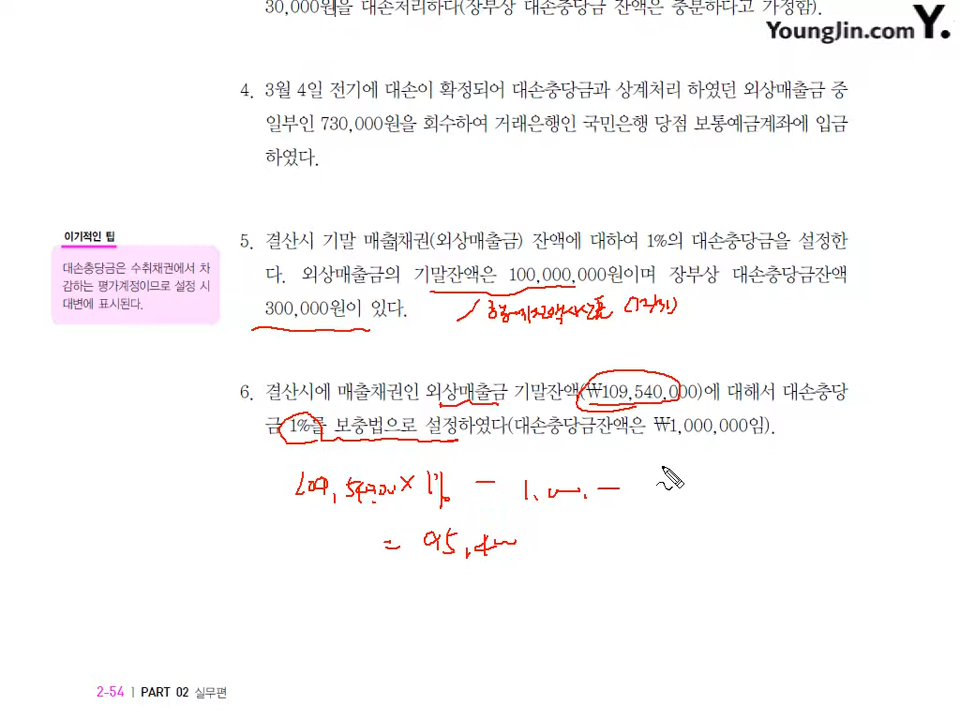 30,000원을 대손처리하다(장부상 대손충당금 잔액은 충분하다고 가정함).
YoungJin.com Y.
4. 3월 4일 전기에 대손이 확정되어 대손충당금과 상계처리 하였던 외상매출금 중
일부인 730,000원을 회수하여 거래은행인 국민은행 당점 보통예금계좌에 입금
하였다.
이기적인 팁
대손충당금은 수취채권에서 차
감하는 평가계정이므로 설정 시
대변에 표시된다.
5. 결산시 기말 매출채권(외상매출금) 잔액에 대하여 1%의 대손충당금을 설정한
다. 외상매출금의 기말잔액은 100,000,000원이며 장부상 대손충당금잔액
300,000원이 있다.
6. 결산시에 매출채권인 외상매출금 기말잔액(₩109,540,000)에 대해서 대손충당
금 1%를 보충법으로 설정하였다(대손충당금잔액은 ₩1,000,000임).
× 1% -
= 95,400
2-54 | PART 02 실무편